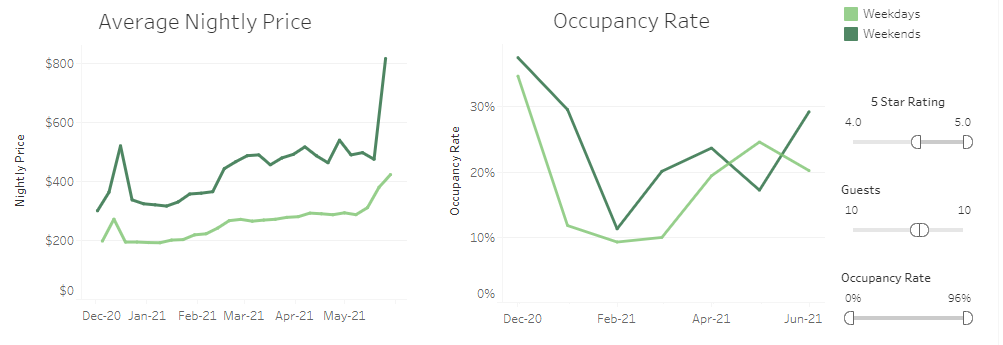 Average Nightly Price
Nightly Price
$800
$600
$400
$200
$0
Dec-20 Jan-21 Feb-21 Mar-21 Apr-21 May-21
Occupancy Rate
Occupancy Rate
30%
20%
10%
0%
Dec-20 Feb-21 Apr-21 Jun-21
Weekdays
Weekends
5 Star Rating
4.0 5.0
Guests
10 10
Occupancy Rate
0% 96%